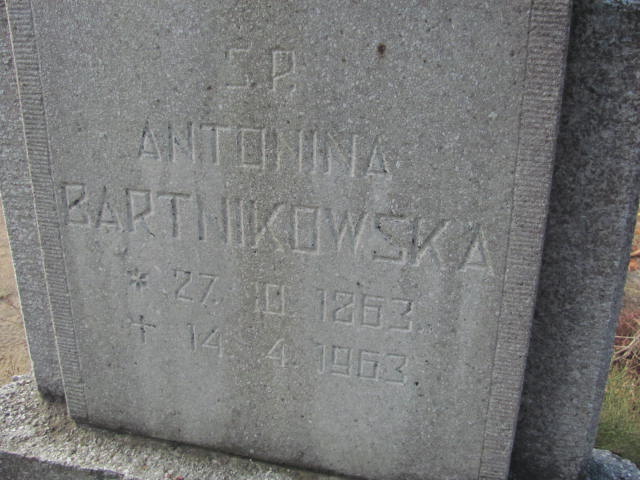 Ś.P.
ANTONINA
BARTNIKOWSKA
* 27. 10. 1863
✝ 14. 4. 1963